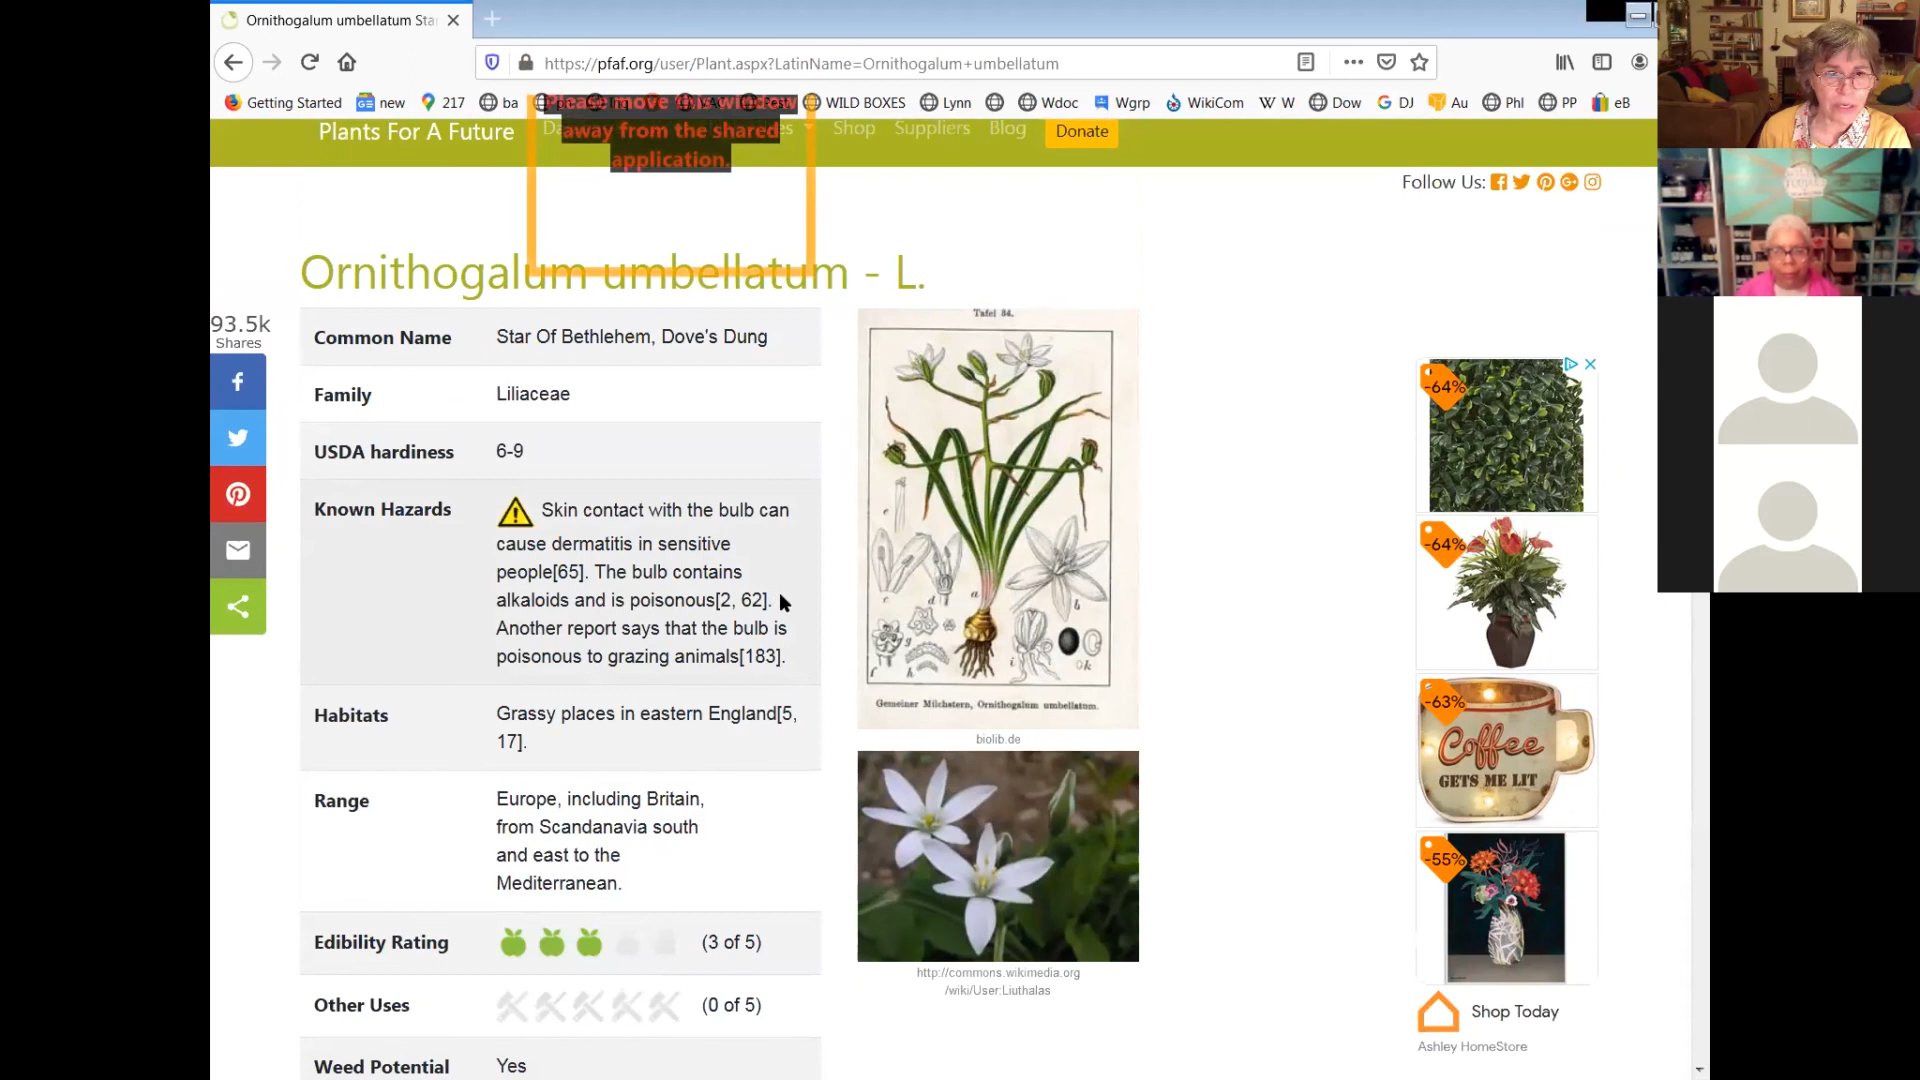 Ornithogalum umbellatum Sta
https://pfaf.org/user/Plant.aspx?LatinName=Ornithogalum+umbellatum
Getting Started
new
217
ba
WILD BOXES
Lynn
Wdoc
Wgrp
WikiCom
W
Dow
DJ
Au
Phl
PP
eB
Please move this window
away from the shared
application.
Plants For A Future
Shop
Suppliers
Blog
Donate
Follow Us:
Ornithogalum umbellatum - L.
93.5k
Shares
Common Name
Star Of Bethlehem, Dove's Dung
Family
Liliaceae
USDA hardiness
6-9
Known Hazards
Skin contact with the bulb can
cause dermatitis in sensitive
people[65]. The bulb contains
alkaloids and is poisonous[2, 62].
Another report says that the bulb is
poisonous to grazing animals[183].
Habitats
Grassy places in eastern England[5,
17].
Range
Europe, including Britain,
from Scandanavia south
and east to the
Mediterranean.
Edibility Rating
(3 of 5)
Other Uses
(0 of 5)
Weed Potential
Yes
Tafel 84.
Gemeiner Milchstern, Ornithogalum umbellatum.
biolib.de
http://commons.wikimedia.org
/wiki/User:Liuthalas
-64%
-64%
-63%
Coffee
GETS ME LIT
-55%
Shop Today
Ashley HomeStore